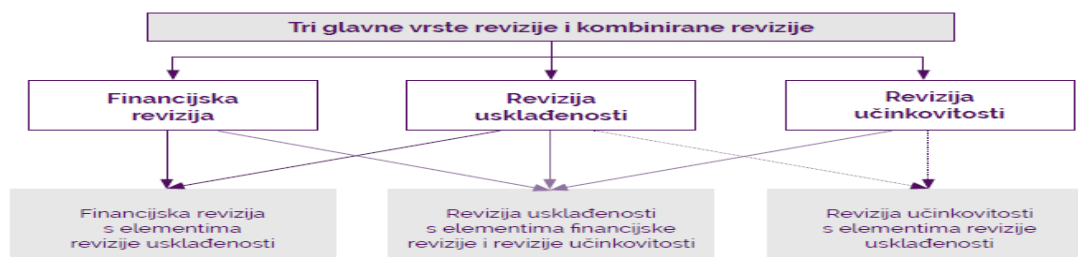 Tri glavne vrste revizije i kombinirane revizije
Financijska
revizija
Revizija
usklađenosti
Revizija
učinkovitosti
Financijska revizija
s elementima
revizije usklađenosti
Revizija usklađenosti
s elementima financijske
revizije i revizije učinkovitosti
Revizija učinkovitosti
s elementima revizije
usklađenosti